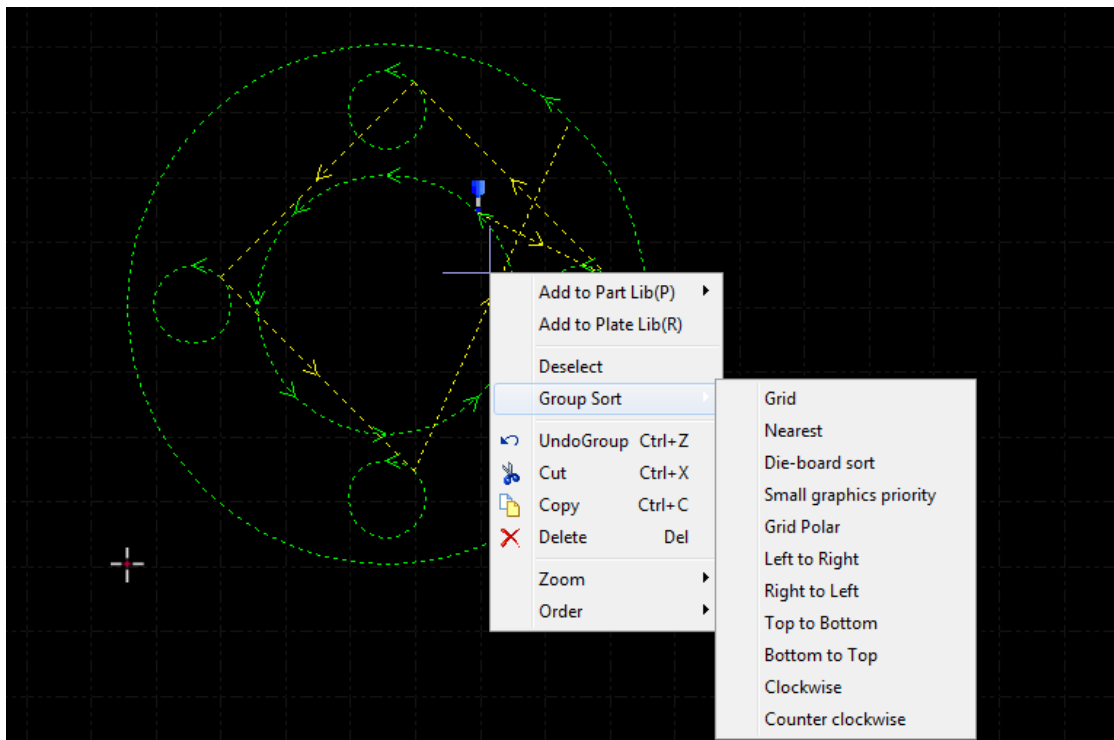 Add to Part Lib(P)
Add to Plate Lib(R)
Deselect
Group Sort
UndoGroup Ctrl+Z
Cut Ctrl+X
Copy Ctrl+C
Delete Del
Zoom
Order
Grid
Nearest
Die-board sort
Small graphics priority
Grid Polar
Left to Right
Right to Left
Top to Bottom
Bottom to Top
Clockwise
Counter clockwise